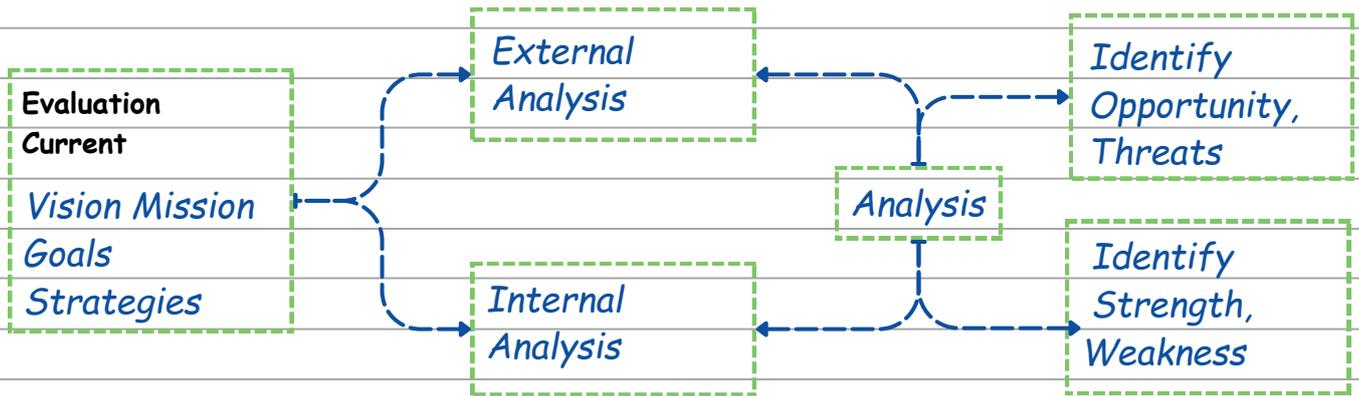 Evaluation
Current
Vision Mission
Goals
Strategies
External
Analysis
Internal
Analysis
Analysis
Identify
Opportunity,
Threats
Identify
Strength,
Weakness